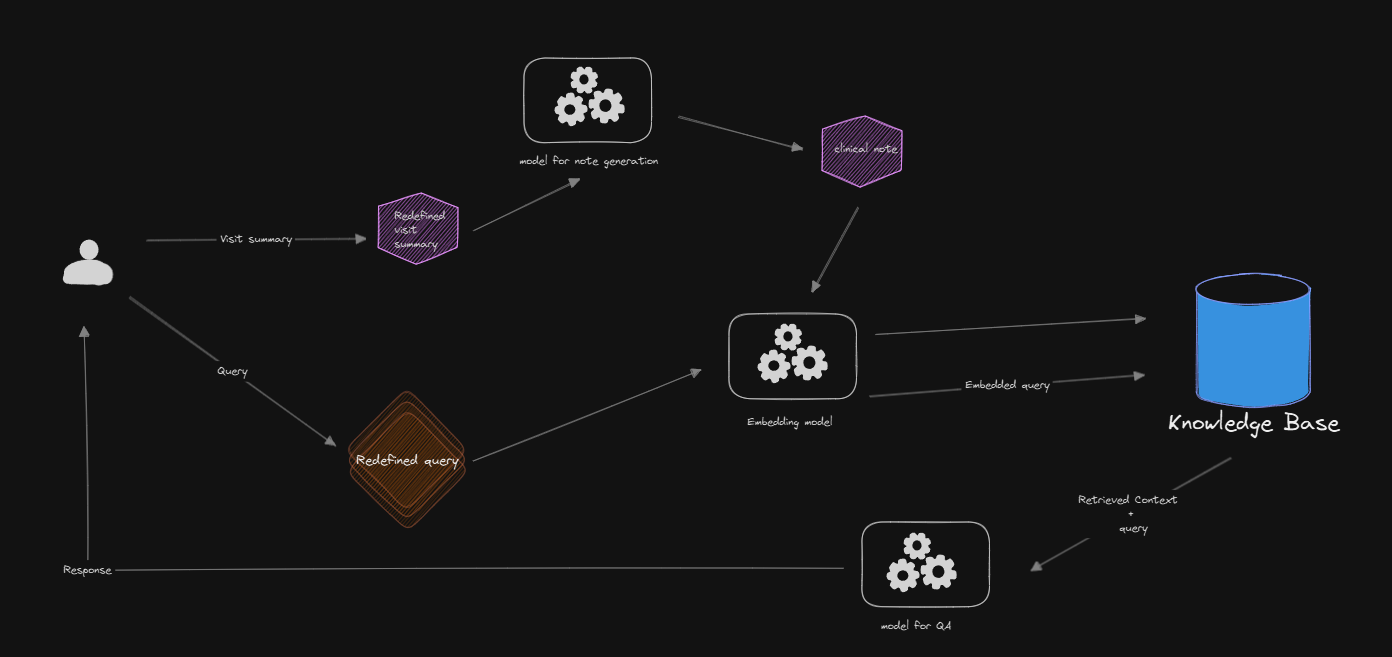 model for note generation
clinical note
Redefined
visit
summary
Visit summary
Query
Redefined query
Embedding model
Embedded query
Knowledge Base
Retrieved Context
+
query
model for QA
Response